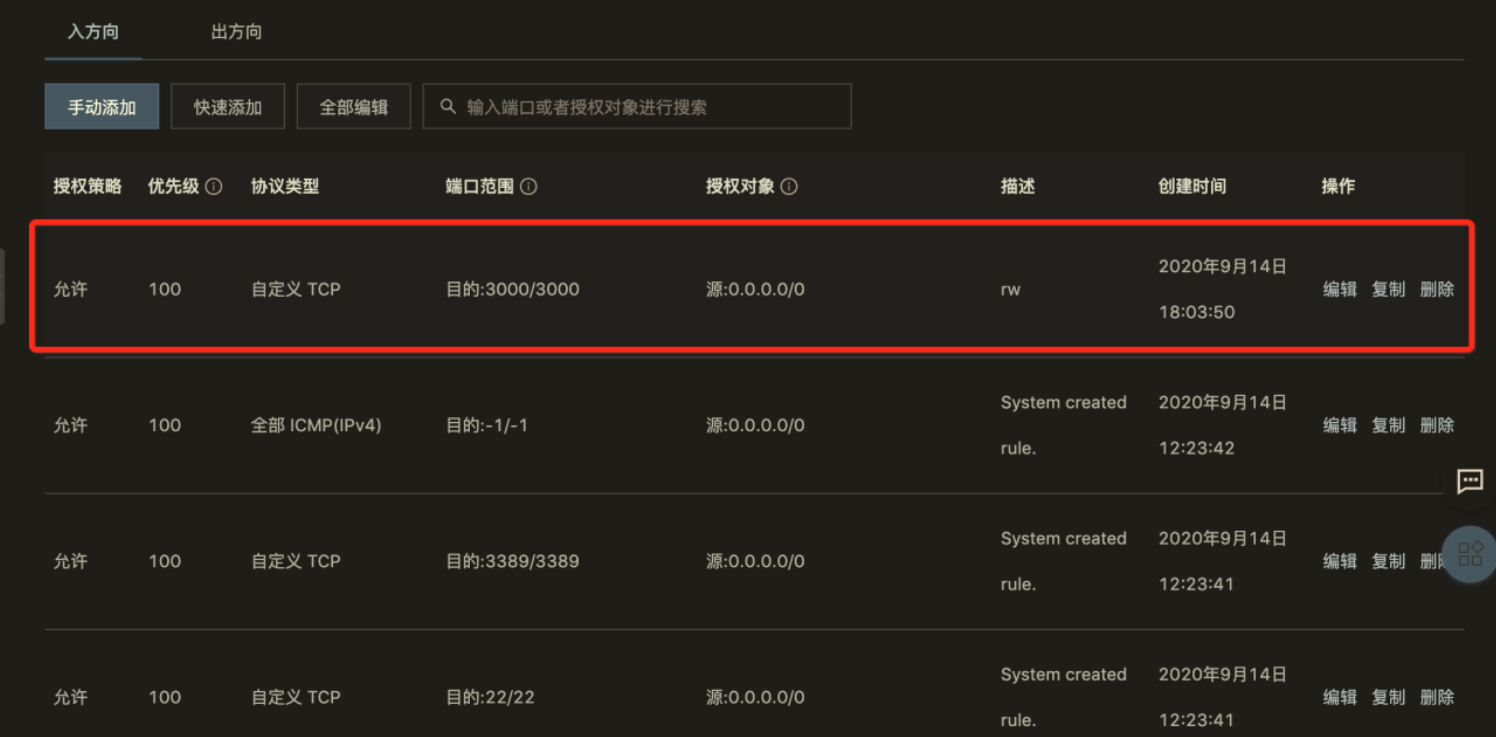 入方向 出方向
手动添加 快速添加 全部编辑 输入端口或者授权对象进行搜索
授权策略 优先级 协议类型 端口范围 授权对象 描述 创建时间 操作
允许 100 自定义 TCP 目的:3000/3000 源:0.0.0.0/0 rw 2020年9月14日 18:03:50 编辑 复制 删除
允许 100 全部 ICMP(IPv4) 目的:-1/-1 源:0.0.0.0/0 System created rule. 2020年9月14日 12:23:42 编辑 复制 删除
允许 100 自定义 TCP 目的:3389/3389 源:0.0.0.0/0 System created rule. 2020年9月14日 12:23:41 编辑 复制 删除
允许 100 自定义 TCP 目的:22/22 源:0.0.0.0/0 System created rule. 2020年9月14日 12:23:41 编辑 复制 删除